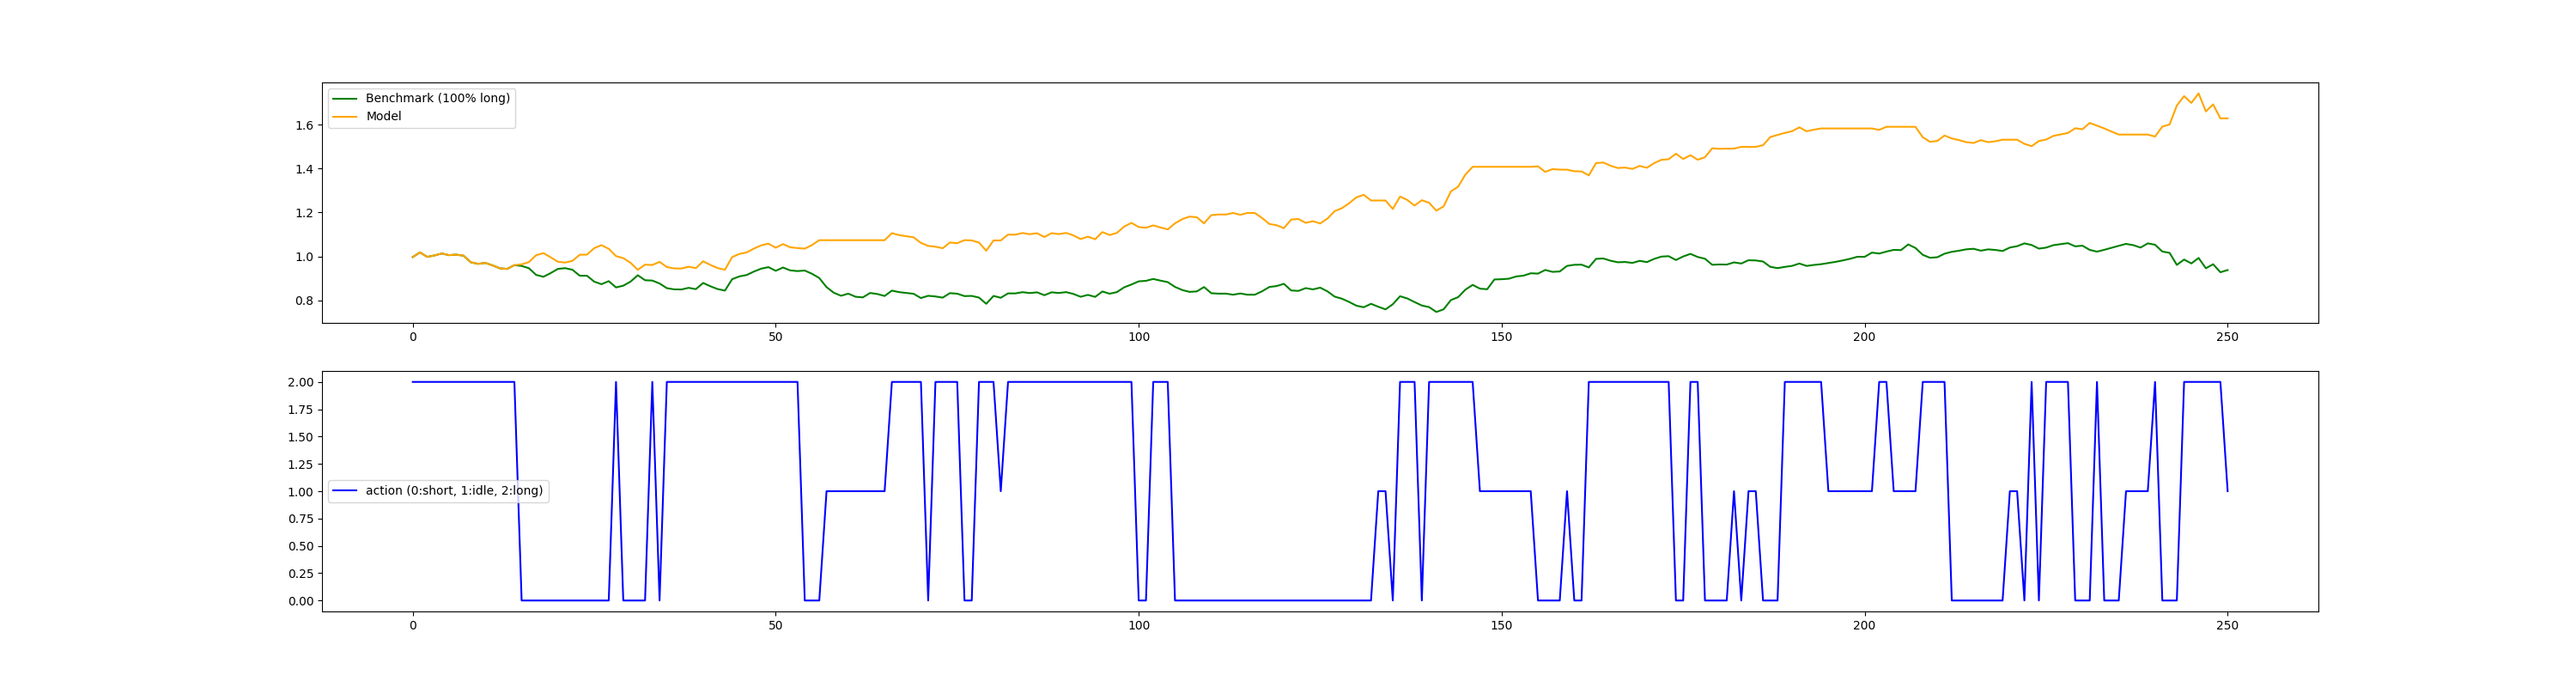 Benchmark (100% long)
Model
1.6
1.4
1.2
1.0
0.8
0 50 100 150 200 250
2.00
1.75
1.50
1.25
1.00
action (0:short, 1:idle, 2:long)
0.75
0.50
0.25
0.00
0 50 100 150 200 250